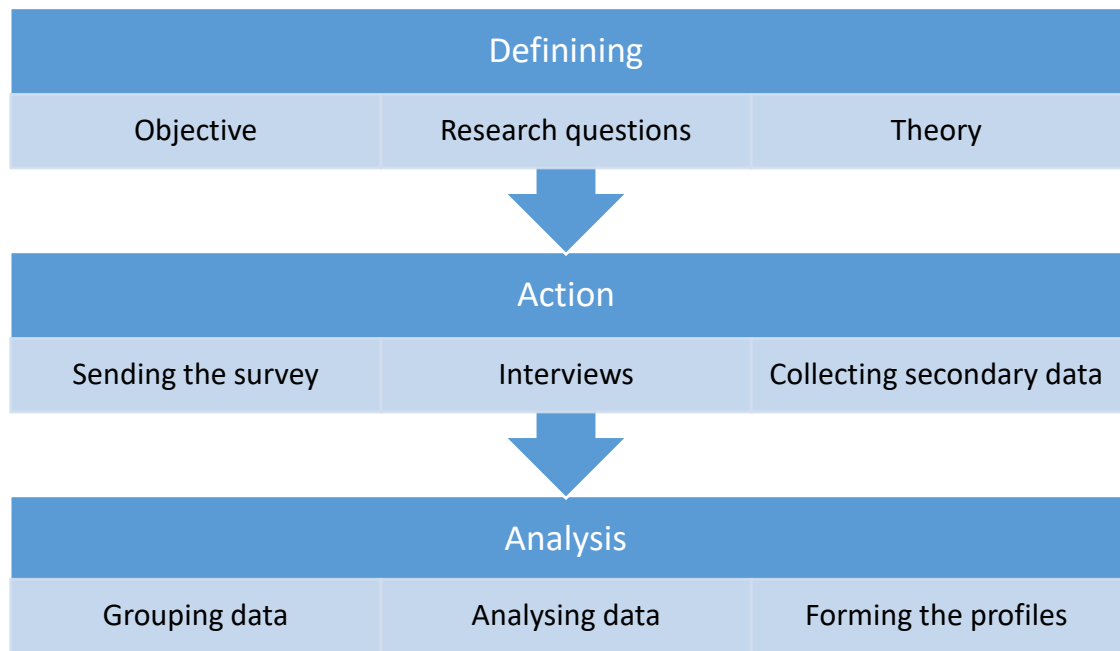 Definining
Objective
Research questions
Theory
Action
Sending the survey
Interviews
Collecting secondary data
Analysis
Grouping data
Analysing data
Forming the profiles